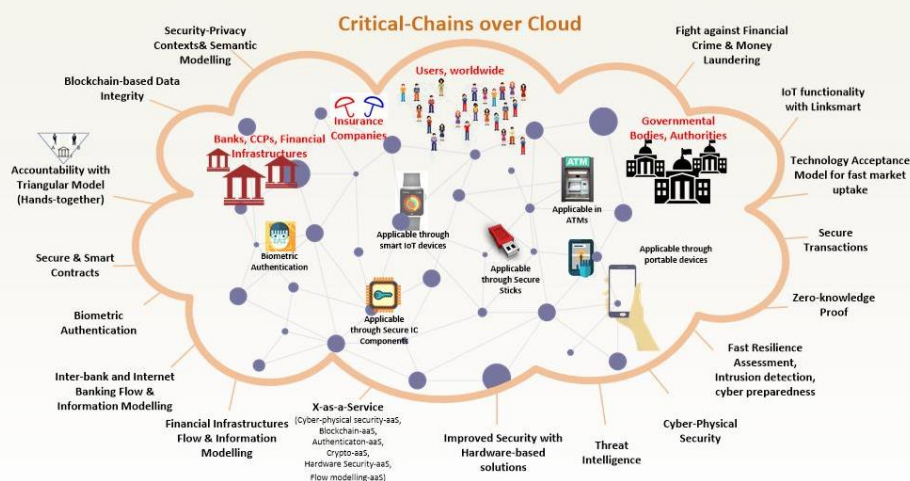 Critical-Chains over Cloud
Security-Privacy
Contexts& Semantic
Modelling
Fight against Financial
Crime & Money
Laundering
Blockchain-based Data
Integrity
IoT functionality
with Linksmart
Users, worldwide
Insurance
Companies
Banks, CCPs, Financial
Infrastructures
Governmental
Bodies, Authorities
Accountability with
Triangular Model
(Hands-together)
Technology Acceptance
Model for fast market
uptake
ATM
Applicable in
ATMs
Applicable through
smart IoT devices
Biometric
Authentication
Applicable
through Secure
Sticks
Applicable through
portable devices
Secure
Transactions
Secure & Smart
Contracts
Applicable
through Secure IC
Components
Zero-knowledge
Proof
Biometric
Authentication
Fast Resilience
Assessment,
Intrusion detection,
cyber preparedness
Inter-bank and Internet
Banking Flow &
Information Modelling
Financial Infrastructures
Flow & Information
Modelling
X-as-a-Service
(Cyber-physical security-aaS,
Blockchain-aaS,
Authenticaton-aaS,
Crypto-aaS,
Hardware Security-aaS,
Flow modelling-aaS)
Improved Security with
Hardware-based
solutions
Threat
Intelligence
Cyber-Physical
Security